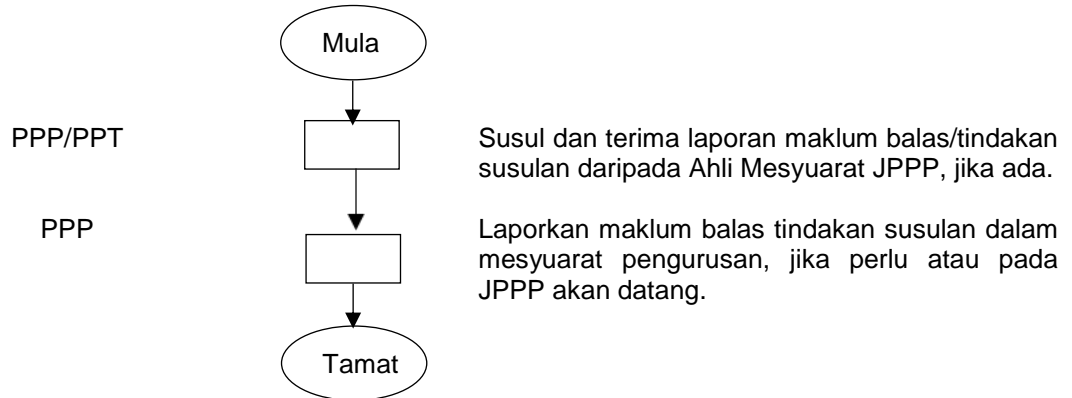 Mula
PPP/PPT
Susul dan terima laporan maklum balas/tindakan
susulan daripada Ahli Mesyuarat JPPP, jika ada.
PPP
Laporkan maklum balas tindakan susulan dalam
mesyuarat pengurusan, jika perlu atau pada
JPPP akan datang.
Tamat